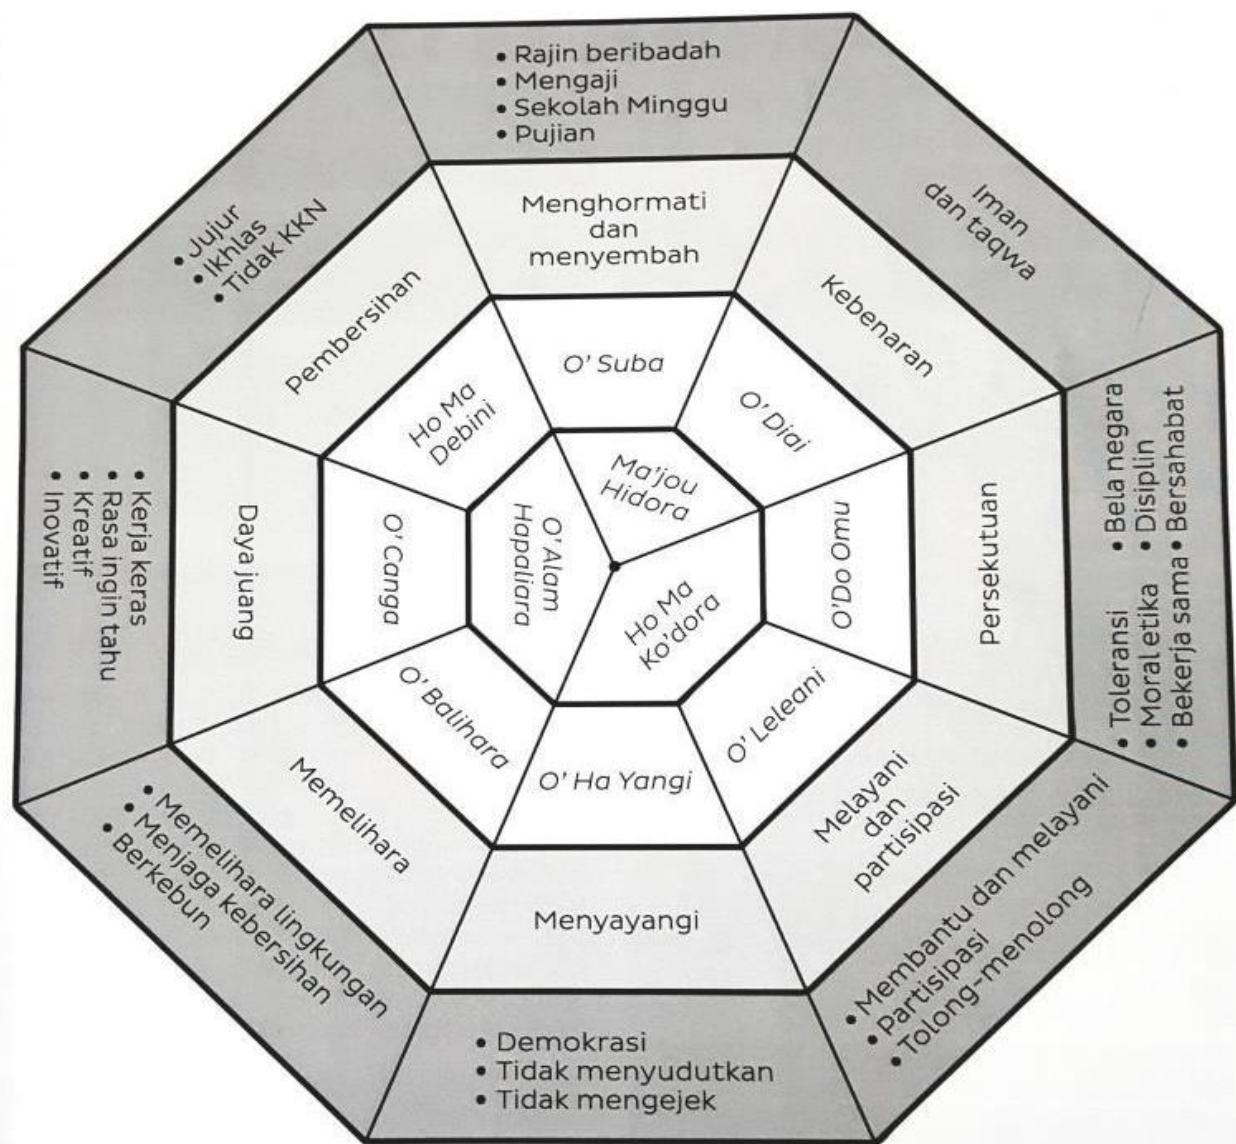 • Rajin beribadah
• Mengaji
• Sekolah Minggu
• Pujian
Menghormati
dan
menyembah
O' Suba
Iman
dan taqwa
Kebenaran
O' Diai
Ma'jou
Hidora
• Toleransi
• Moral etika
• Bekerja sama
• Bela negara
• Disiplin
• Bersahabat
Persekutuan
O'Do Omu
Ho Ma
Ko'dora
• Membantu dan melayani
• Partisipasi
• Tolong-menolong
Melayani
dan
partisipasi
O' Leleani
• Demokrasi
• Tidak menyudutkan
• Tidak mengejek
Menyayangi
O' Ha Yangi
• Memelihara lingkungan
• Menjaga kebersihan
• Berkebun
Memelihara
O' Balihara
O' Alam
Hapaliara
• Kerja keras
• Rasa ingin tahu
• Kreatif
• Inovatif
Daya juang
O' Canga
• Jujur
• Ikhlas
• Tidak KKN
Pembersihan
Ho Ma
Debini